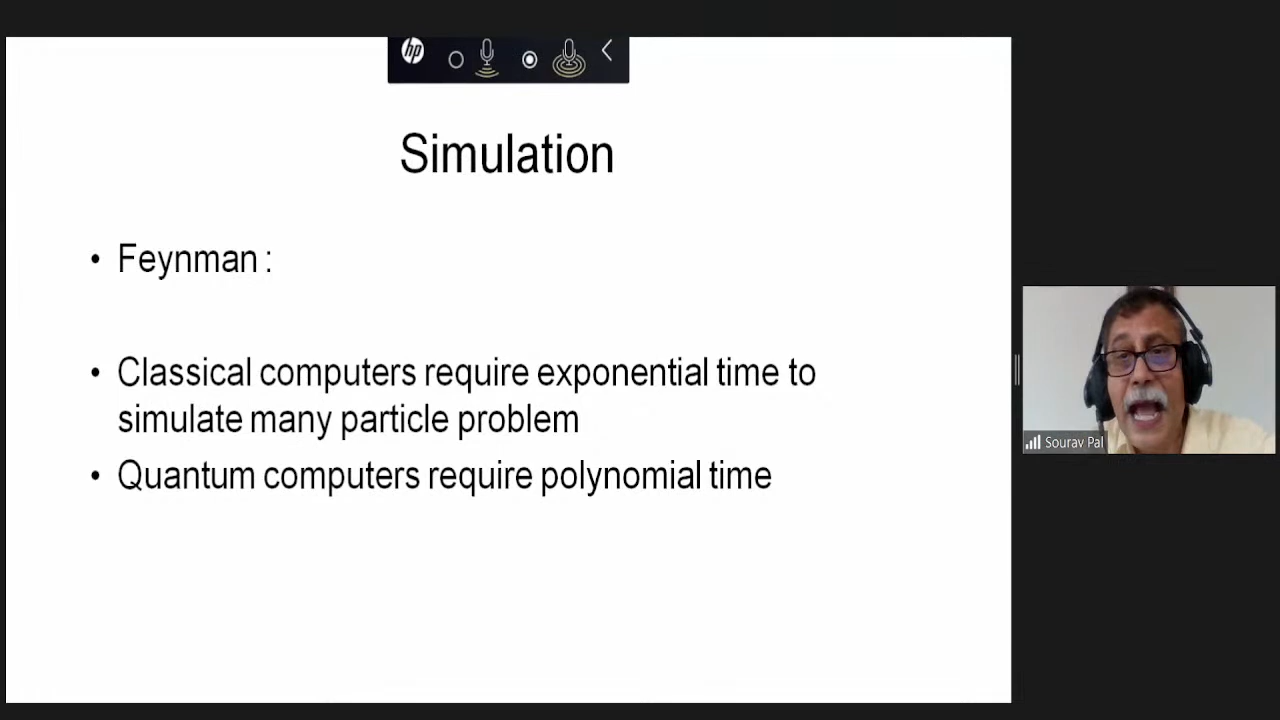 hp
Simulation
• Feynman :
• Classical computers require exponential time to
simulate many particle problem
• Quantum computers require polynomial time
Sourav Pal